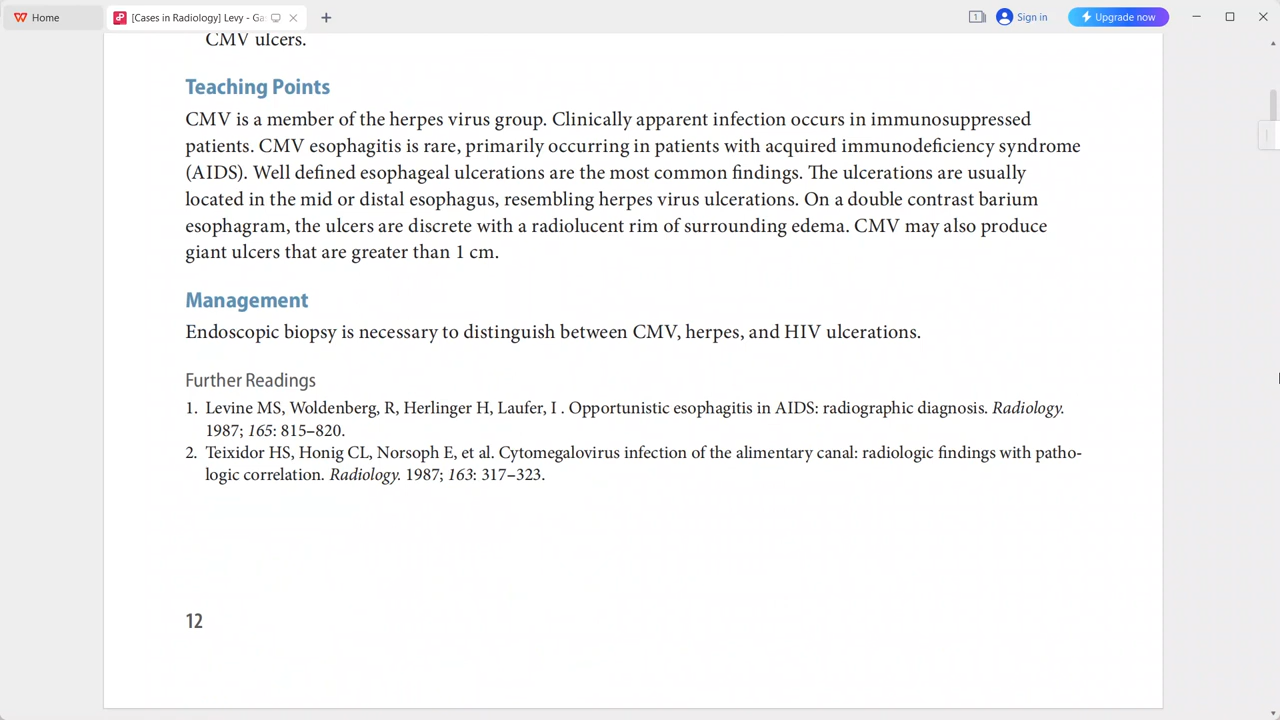 Home
[Cases in Radiology] Levy - Ga
1
Sign in
Upgrade now
CMV ulcers.
Teaching Points
CMV is a member of the herpes virus group. Clinically apparent infection occurs in immunosuppressed
patients. CMV esophagitis is rare, primarily occurring in patients with acquired immunodeficiency syndrome
(AIDS). Well defined esophageal ulcerations are the most common findings. The ulcerations are usually
located in the mid or distal esophagus, resembling herpes virus ulcerations. On a double contrast barium
esophagram, the ulcers are discrete with a radiolucent rim of surrounding edema. CMV may also produce
giant ulcers that are greater than 1 cm.
Management
Endoscopic biopsy is necessary to distinguish between CMV, herpes, and HIV ulcerations.
Further Readings
1. Levine MS, Woldenberg, R, Herlinger H, Laufer, I . Opportunistic esophagitis in AIDS: radiographic diagnosis. Radiology.
1987; 165: 815–820.
2. Teixidor HS, Honig CL, Norsoph E, et al. Cytomegalovirus infection of the alimentary canal: radiologic findings with patho-
logic correlation. Radiology. 1987; 163: 317–323.
12